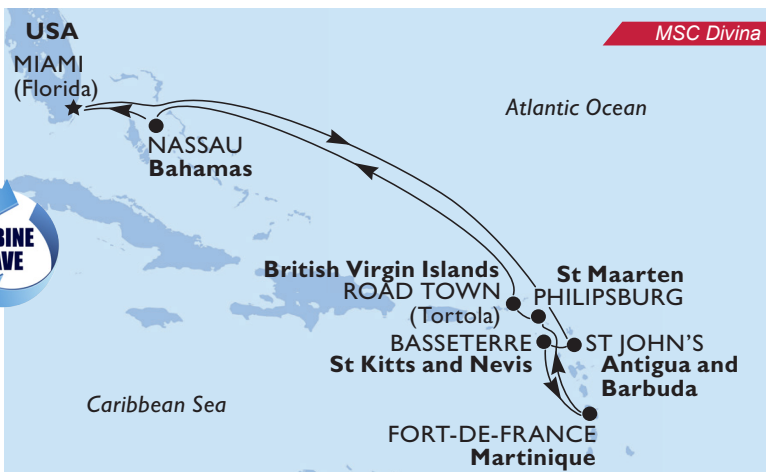 USA
MIAMI
(Florida)
MSC Divina
Atlantic Ocean
NASSAU
Bahamas
British Virgin Islands
ROAD TOWN
(Tortola)
St Maarten
PHILIPSBURG
BASSETERRE
St Kitts and Nevis
ST JOHN'S
Antigua and
Barbuda
Caribbean Sea
FORT-DE-FRANCE
Martinique